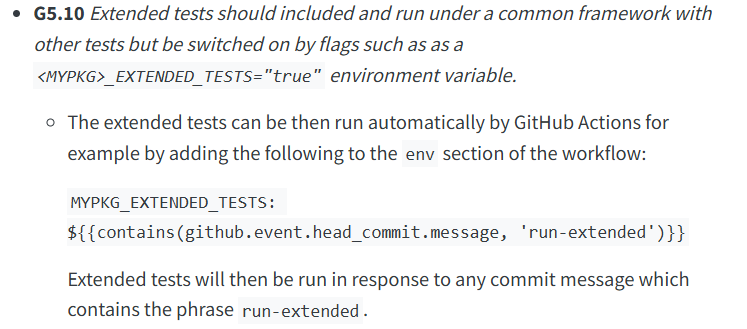 • G5.10 Extended tests should included and run under a common framework with
other tests but be switched on by flags such as as a
<MYPKG>_EXTENDED_TESTS="true" environment variable.
○ The extended tests can be then run automatically by GitHub Actions for
example by adding the following to the env section of the workflow:
MYPKG_EXTENDED_TESTS:
${{contains(github.event.head_commit.message, 'run-extended')}}
Extended tests will then be run in response to any commit message which
contains the phrase run-extended.